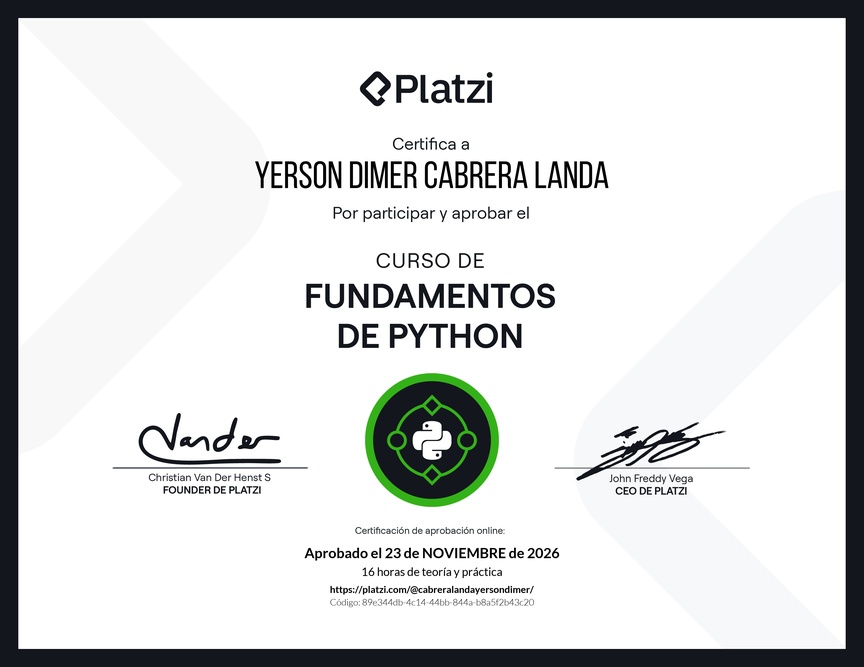 Platzi
Certifica a
YERSON DIMER CABRERA LANDA
Por participar y aprobar el
CURSO DE
FUNDAMENTOS
DE PYTHON
Vander
Christian Van Der Henst S
FOUNDER DE PLATZI
John Freddy Vega
CEO DE PLATZI
Certificación de aprobación online:
Aprobado el 23 de NOVIEMBRE de 2026
16 horas de teoría y práctica
https://platzi.com/@cabreralandayersondimer/
Código: 89e344db-4c14-44bb-844a-b8a5f2b43c20